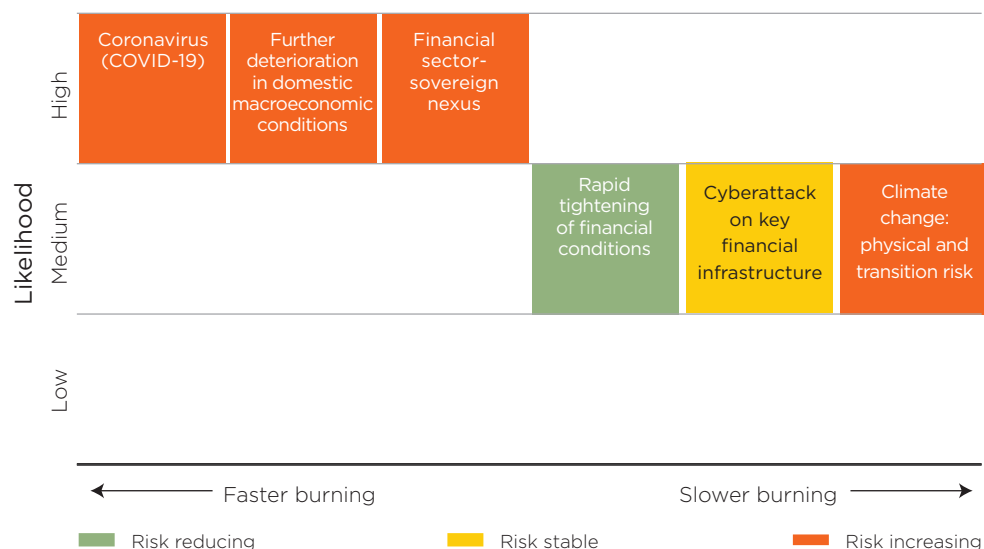 Likelihood
High
Medium
Low
Coronavirus
(COVID-19)
Further
deterioration
in domestic
macroeconomic
conditions
Financial
sector-
sovereign
nexus
Rapid
tightening
of financial
conditions
Cyberattack
on key
financial
infrastructure
Climate
change:
physical and
transition risk
Faster burning
Slower burning
Risk reducing
Risk stable
Risk increasing